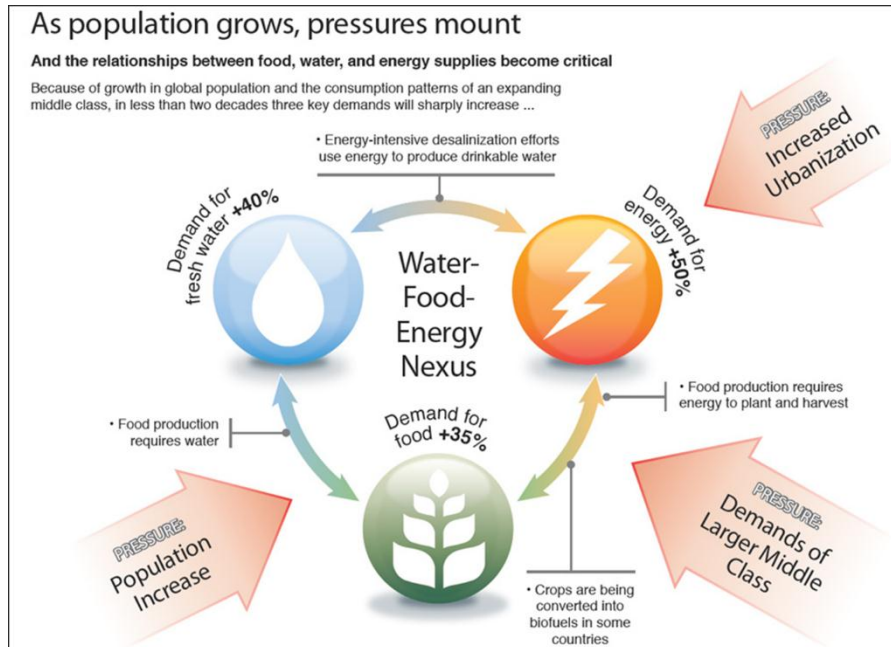 As population grows, pressures mount
And the relationships between food, water, and energy supplies become critical
Because of growth in global population and the consumption patterns of an expanding
middle class, in less than two decades three key demands will sharply increase ...
• Energy-intensive desalinization efforts
use energy to produce drinkable water
PRESSURE:
Increased
Urbanization
Demand for
fresh water +40%
Demand for
energy +50%
Water-
Food-
Energy
Nexus
• Food production
requires water
Demand for
food +35%
• Food production requires
energy to plant and harvest
PRESSURE:
Population
Increase
• Crops are being
converted into
biofuels in some
countries
PRESSURE:
Demands of
Larger Middle
Class